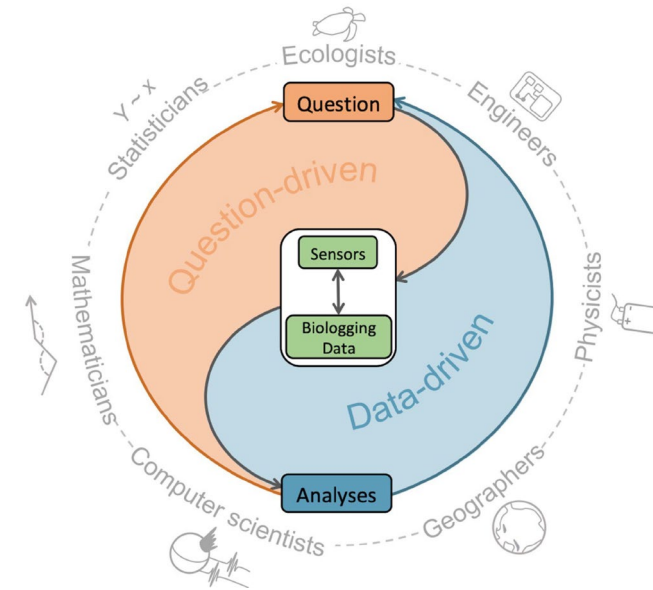 Ecologists
Y ~ x
Statisticians
Engineers
Question
Question-driven
Sensors
Mathematicians
Physicists
Biologging
Data
Data-driven
Analyses
Computer scientists
Geographers